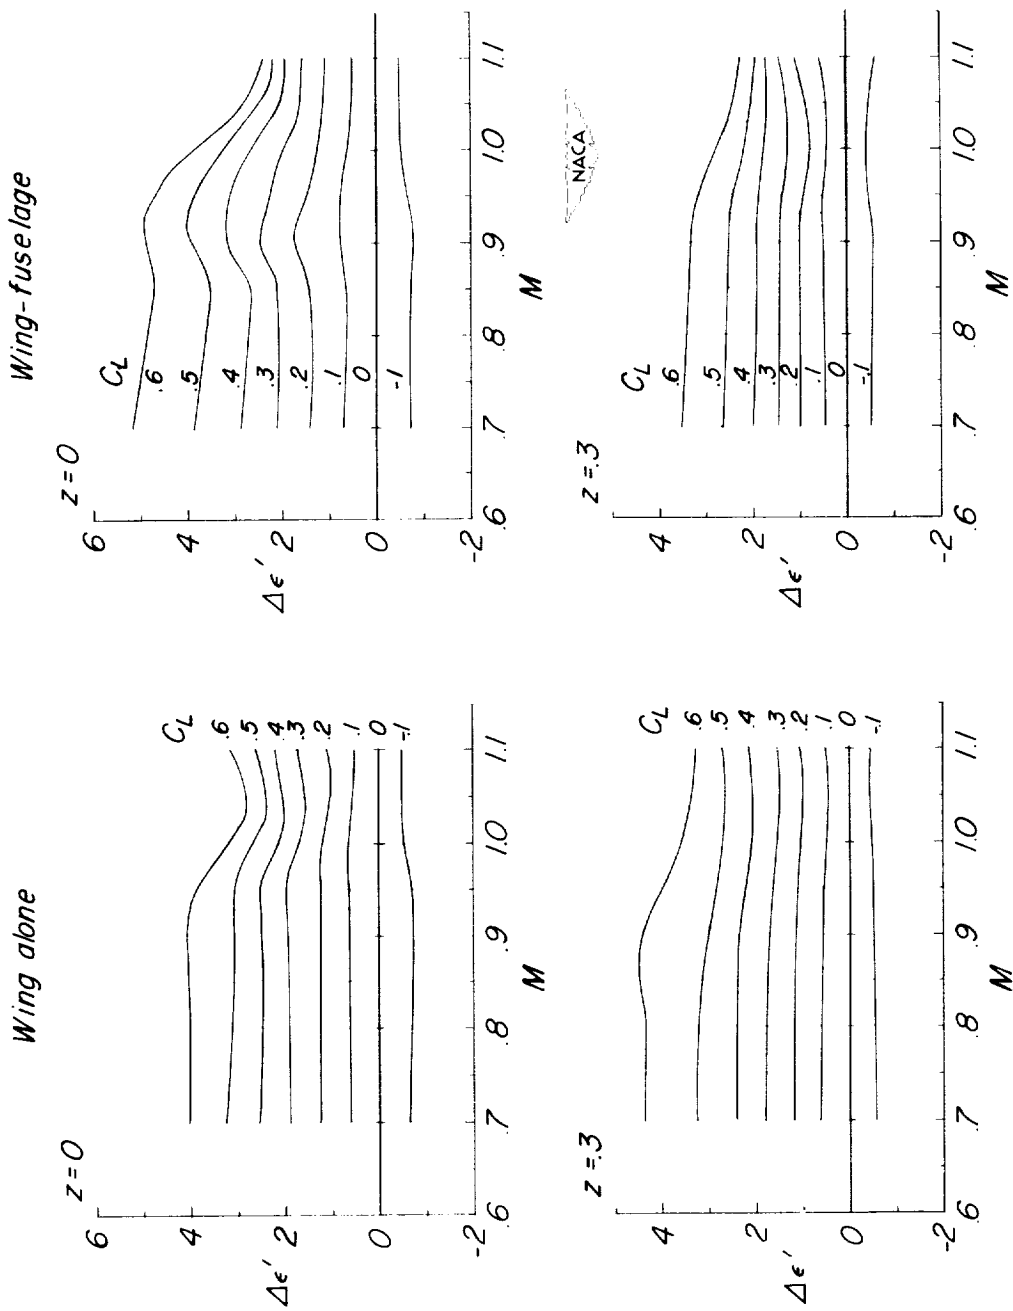 Wing alone
z = 0
Δε'
6
4
2
0
-2
.6 .7 .8 .9 1.0 1.1
M
C_L
.6
.5
.4
.3
.2
.1
0
-.1
Wing-fuselage
z = 0
Δε'
6
4
2
0
-2
.6 .7 .8 .9 1.0 1.1
M
C_L
.6
.5
.4
.3
.2
.1
0
-.1
z = .3
Δε'
4
2
0
-2
.6 .7 .8 .9 1.0 1.1
M
C_L
.6
.5
.4
.3
.2
.1
0
-.1
NACA
z = .3
Δε'
4
2
0
-2
.6 .7 .8 .9 1.0 1.1
M
C_L
.6
.5
.4
.3
.2
.1
0
-.1